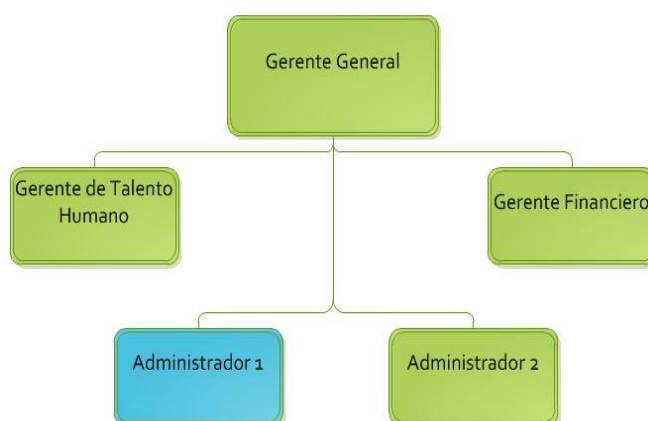 Gerente General
Gerente de Talento
Humano
Gerente Financiero
Administrador 1
Administrador 2